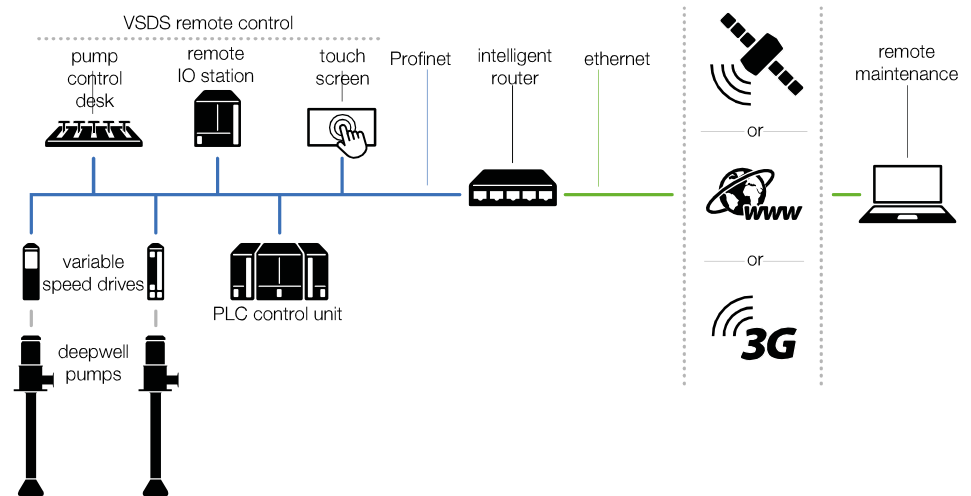 VSDS remote control
pump
control
desk
remote
IO station
touch
screen
Profinet
intelligent
router
ethernet
remote
maintenance
or
www
or
3G
variable
speed drives
PLC control unit
deepwell
pumps